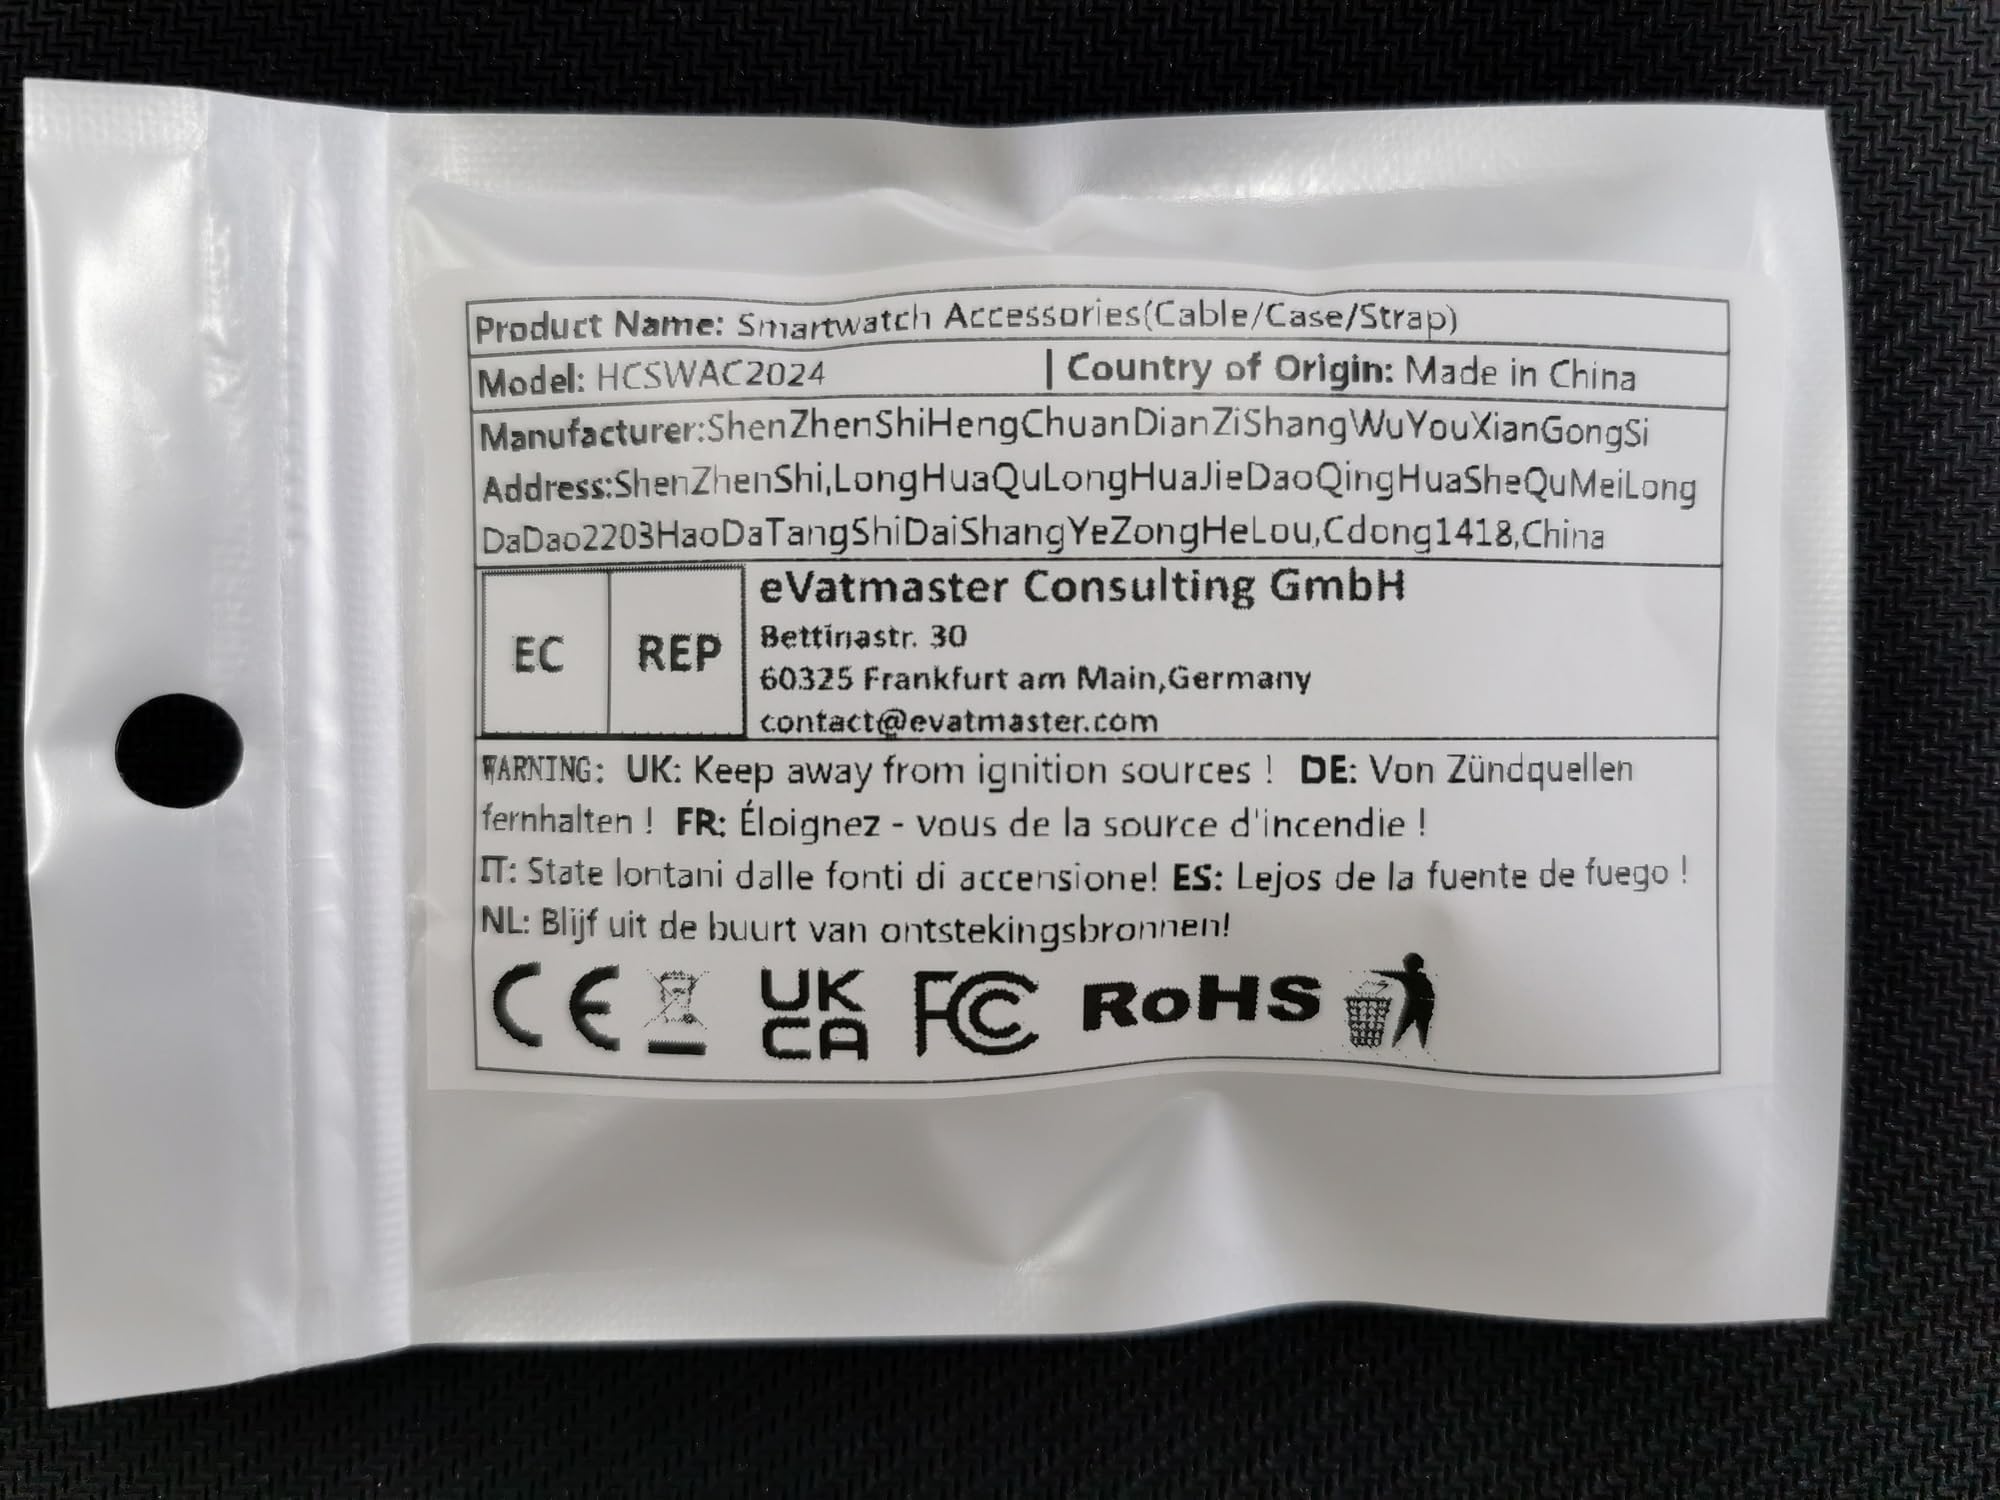 Product Name: Smartwatch Accessories(Cable/Case/Strap)
Model: HCSWAC2024 | Country of Origin: Made in China
Manufacturer:ShenZhenShiHengChuanDianZiShangWuYouXianGongSi
Address:ShenZhenShi,LongHuaQuLongHuaJieDaoQingHuaSheQuMeiLong
DaDao2203HaoDaTangShiDaiShangYeZongHeLou,Cdong1418,China
EC REP
eVatmaster Consulting GmbH
Bettinastr. 30
60325 Frankfurt am Main,Germany
contact@evatmaster.com
WARNING: UK: Keep away from ignition sources ! DE: Von Zündquellen
fernhalten ! FR: Éloignez - vous de la source d'incendie !
IT: State lontani dalle fonti di accensione! ES: Lejos de la fuente de fuego !
NL: Blijf uit de buurt van ontstekingsbronnen!
CE UK CA FC RoHS